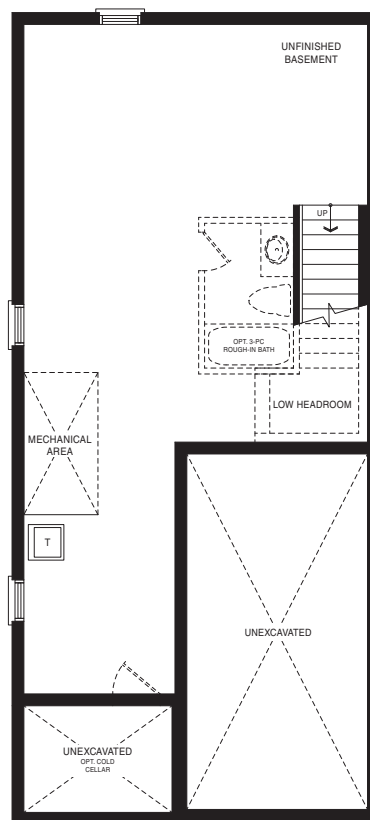 UNFINISHED
BASEMENT
UP
OPT. 3-PC
ROUGH-IN BATH
LOW HEADROOM
MECHANICAL
AREA
T
UNEXCAVATED
UNEXCAVATED
OPT. COLD
CELLAR